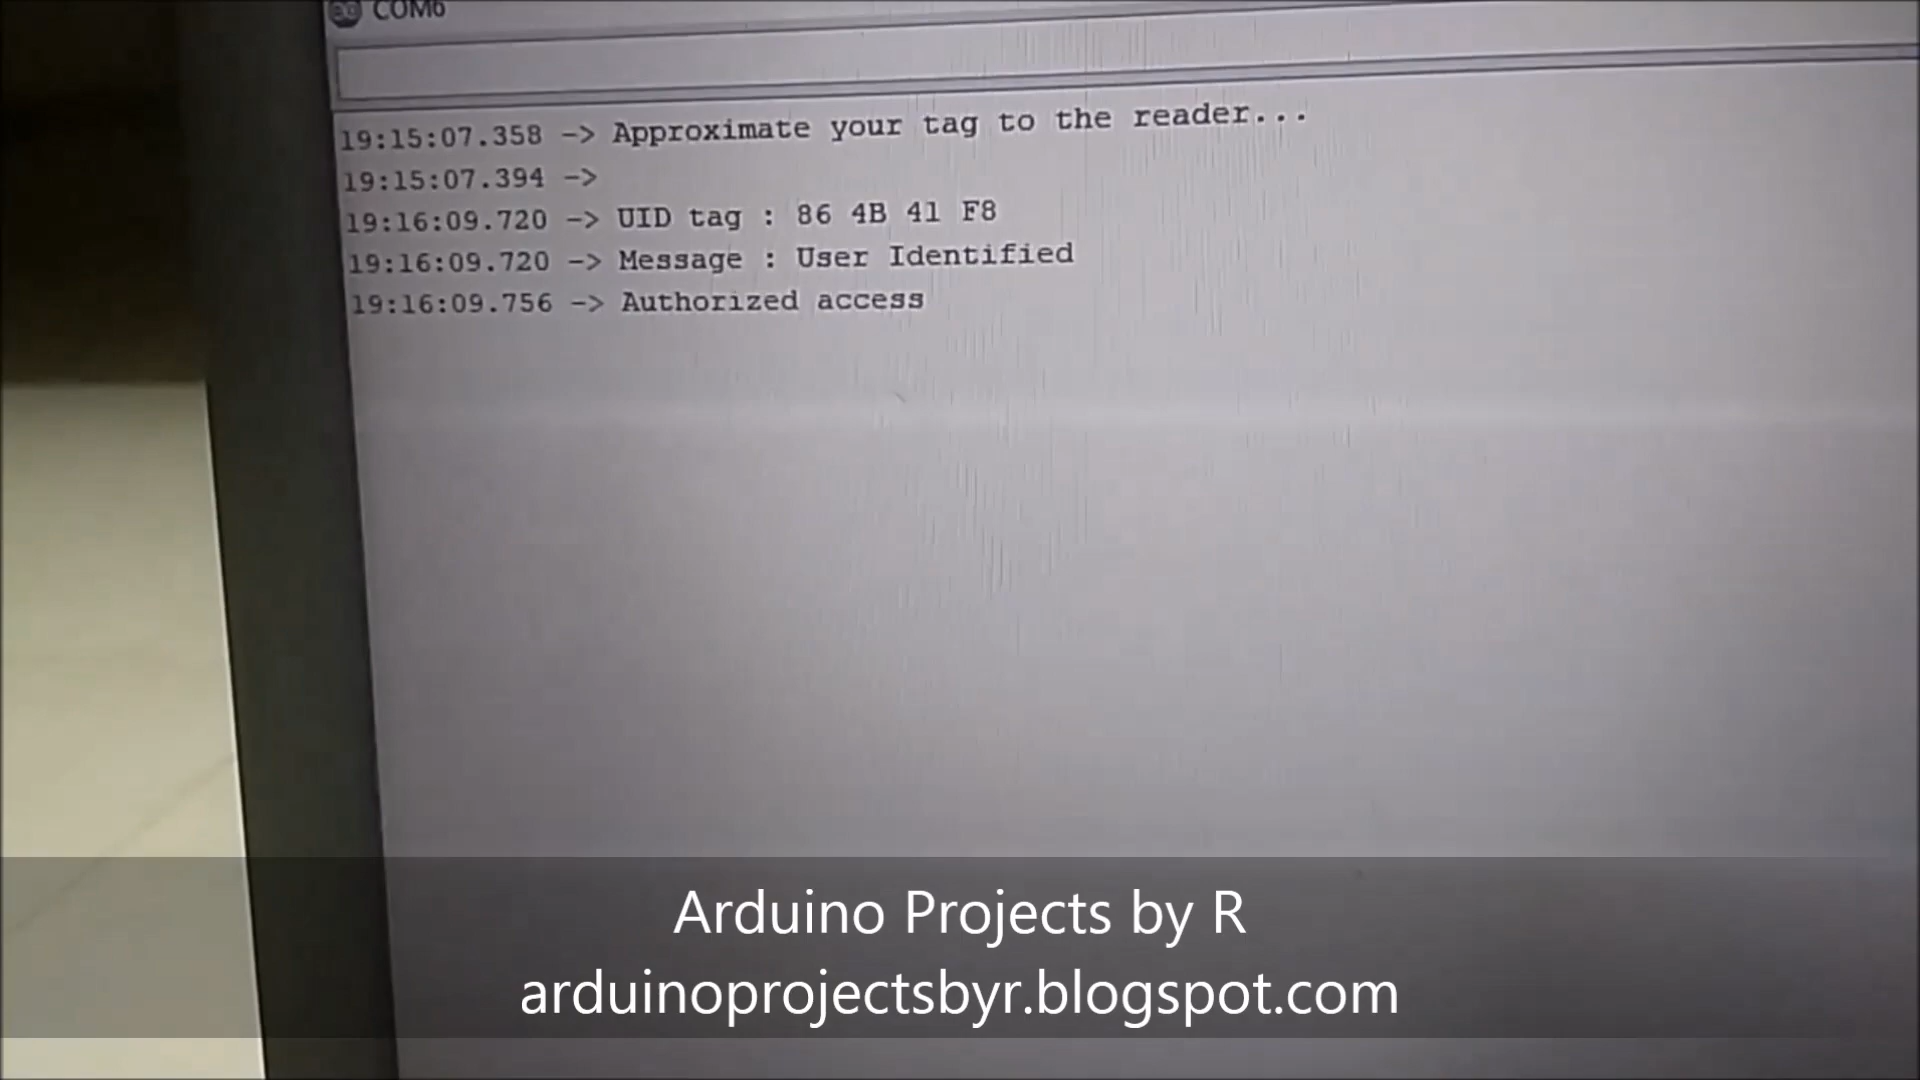 COM6
19:15:07.358 -> Approximate your tag to the reader...
19:15:07.394 ->
19:16:09.720 -> UID tag : 86 4B 41 F8
19:16:09.720 -> Message : User Identified
19:16:09.756 -> Authorized access
Arduino Projects by R
arduinoprojectsbyr.blogspot.com